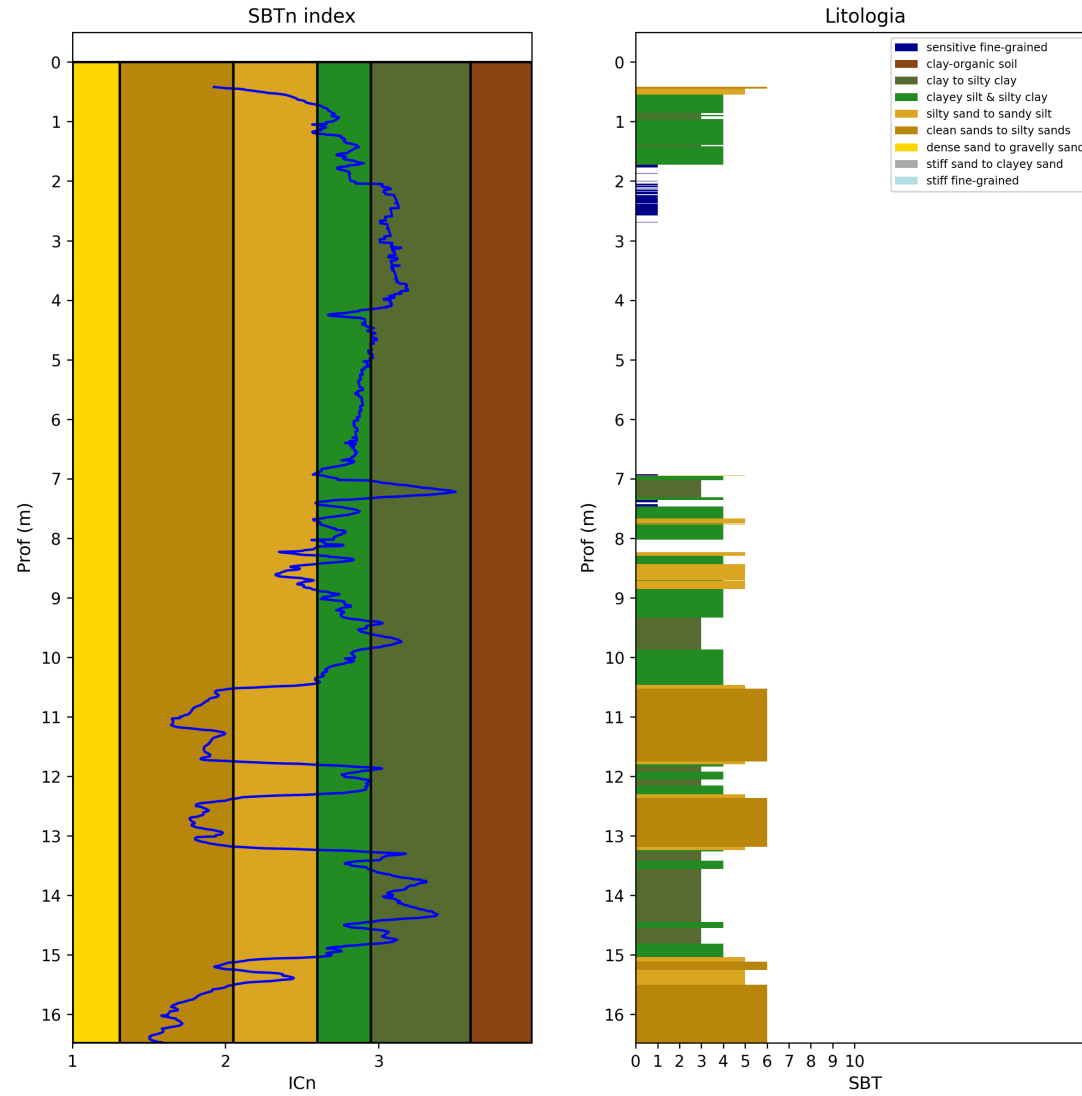 SBTn index
0
1
2
3
4
5
6
7
8
9
10
11
12
13
14
15
16
Prof (m)
1 2 3
ICn
Litologia
sensitive fine-grained
clay-organic soil
clay to silty clay
clayey silt & silty clay
silty sand to sandy silt
clean sands to silty sands
dense sand to gravelly sand
stiff sand to clayey sand
stiff fine-grained
0
1
2
3
4
5
6
7
8
9
10
11
12
13
14
15
16
Prof (m)
0 1 2 3 4 5 6 7 8 9 10
SBT